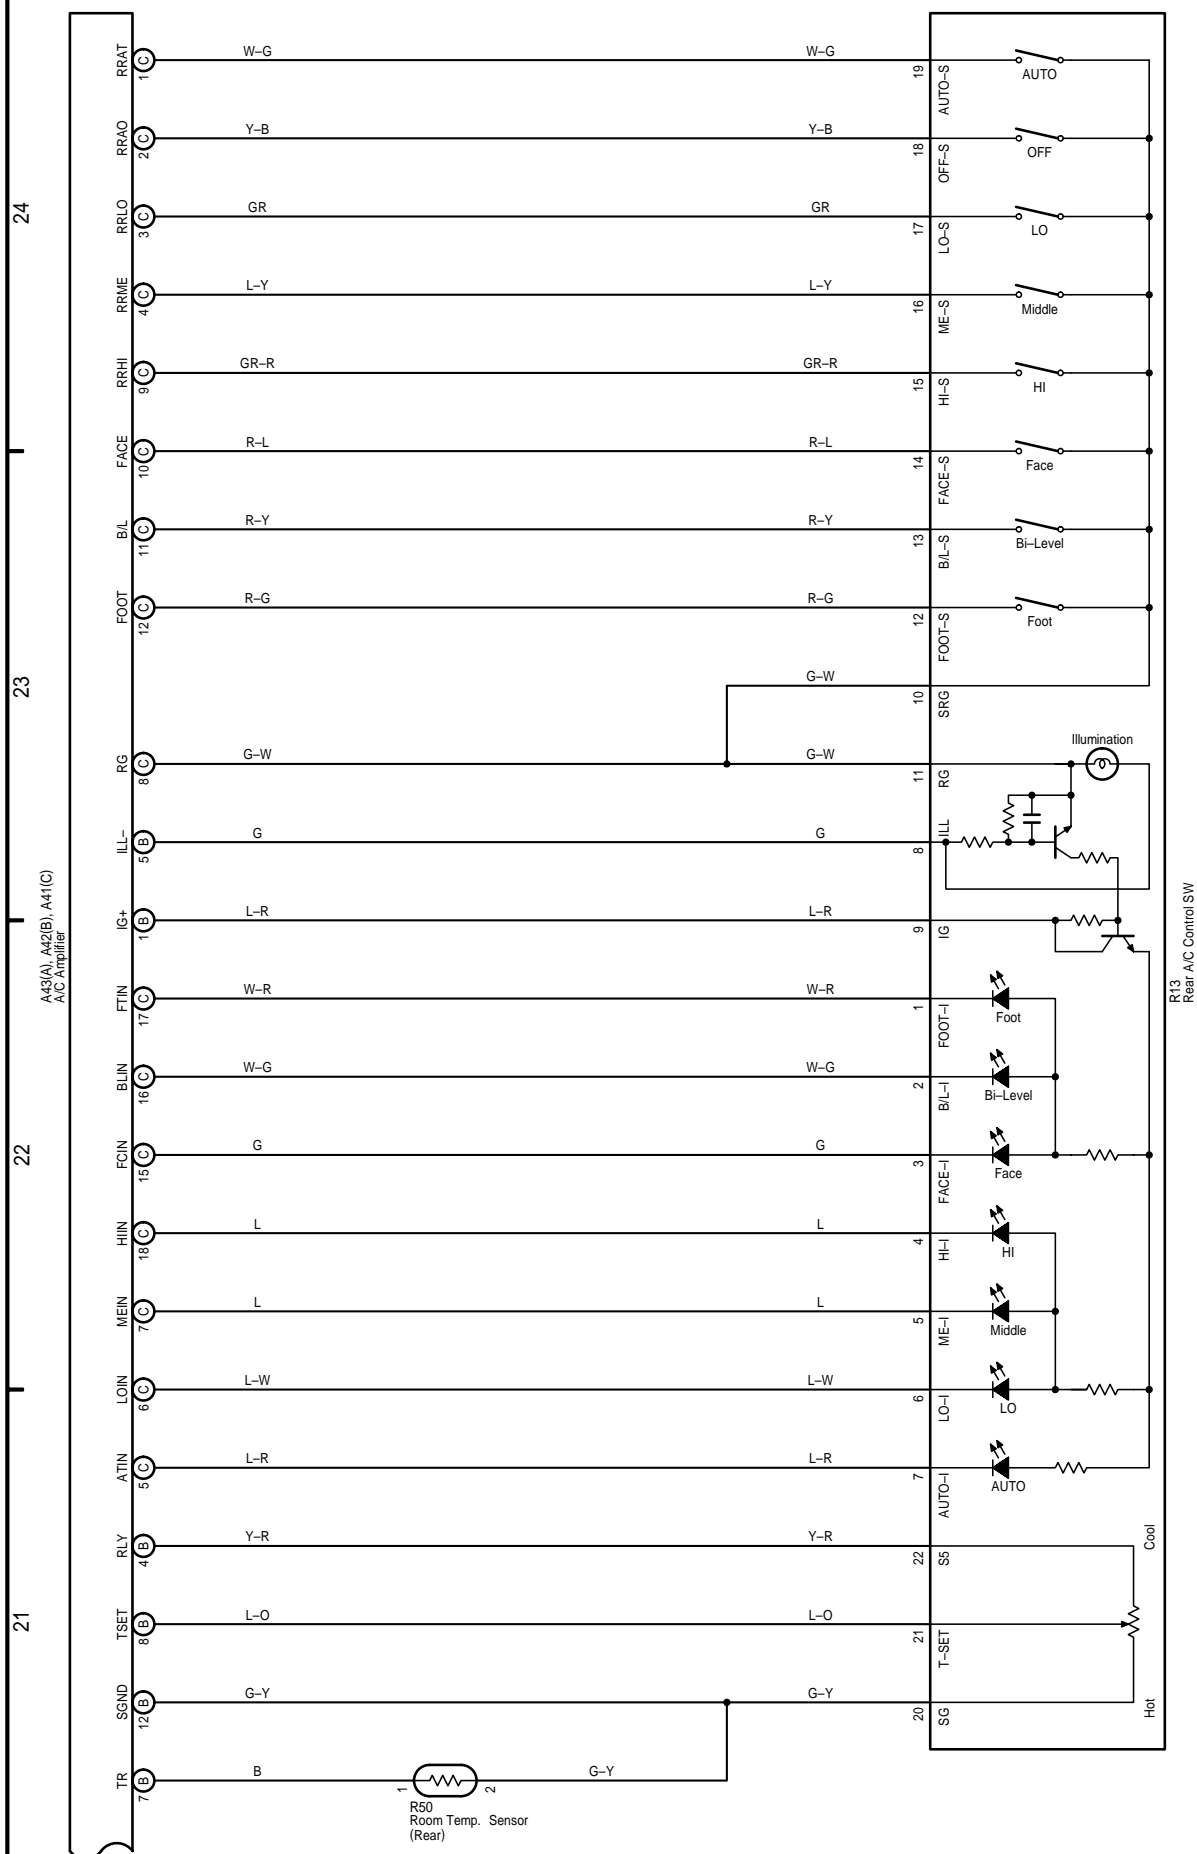 24
23
22
21
A43(A), A42(B), A41(C)
A/C Amplifier
R13
Rear A/C Control SW
RRAT 1 C W–G W–G 19 AUTO–S AUTO
RRAO 2 C Y–B Y–B 18 OFF–S OFF
RRLO 3 C GR GR 17 LO–S LO
RRME 4 C L–Y L–Y 16 ME–S Middle
RRHI 9 C GR–R GR–R 15 HI–S HI
FACE 10 C R–L R–L 14 FACE–S Face
B/L 11 C R–Y R–Y 13 B/L–S Bi–Level
FOOT 12 C R–G R–G 12 FOOT–S Foot
G–W 10 SRG
Illumination
RG 8 C G–W G–W 11 RG
ILL– 5 B G G 8 ILL
IG+ 1 B L–R L–R 9 IG
FTIN 17 C W–R W–R 1 FOOT–I Foot
BLIN 16 C W–G W–G 2 B/L–I Bi–Level
FCIN 15 C G G 3 FACE–I Face
HIIN 18 C L L 4 HI–I HI
MEIN 7 C L L 5 ME–I Middle
LOIN 6 C L–W L–W 6 LO–I LO
ATIN 5 C L–R L–R 7 AUTO–I AUTO
RLY 4 B Y–R Y–R 22 S5 Cool
TSET 8 B L–O L–O 21 T–SET
SGND 12 B G–Y G–Y 20 SG Hot
TR 7 B B 1 2 G–Y
R50
Room Temp. Sensor
(Rear)